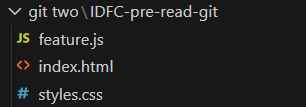 git two\IDFC-pre-read-git
JS feature.js
<> index.html
# styles.css